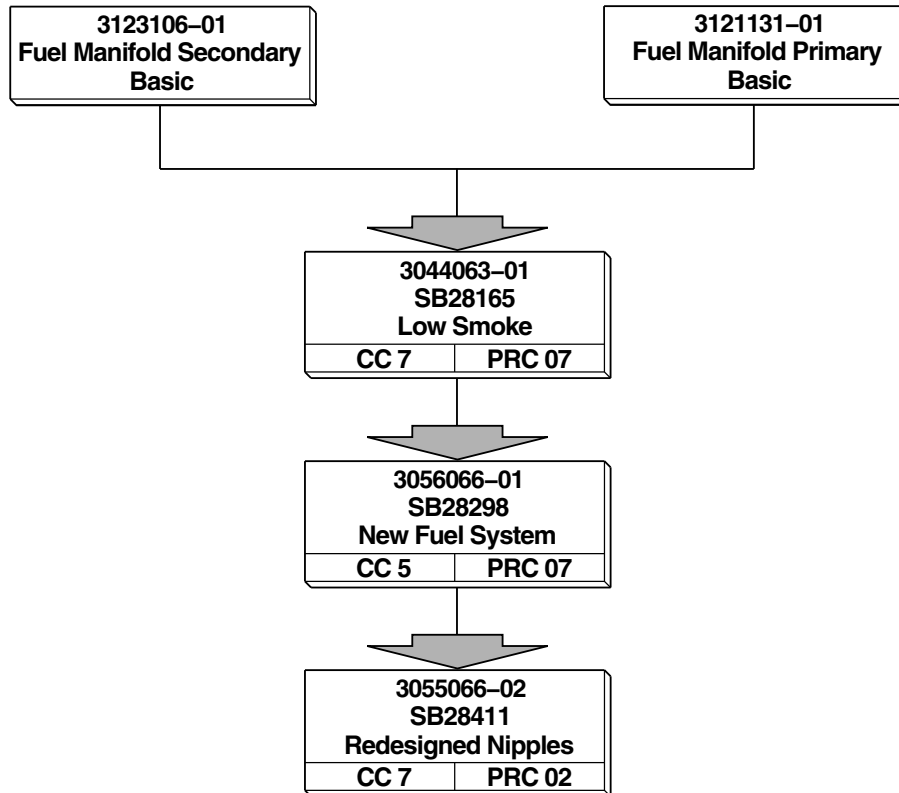 3123106–01
Fuel Manifold Secondary
Basic
3121131–01
Fuel Manifold Primary
Basic
3044063–01
SB28165
Low Smoke
CC 7 PRC 07
3056066–01
SB28298
New Fuel System
CC 5 PRC 07
3055066–02
SB28411
Redesigned Nipples
CC 7 PRC 02